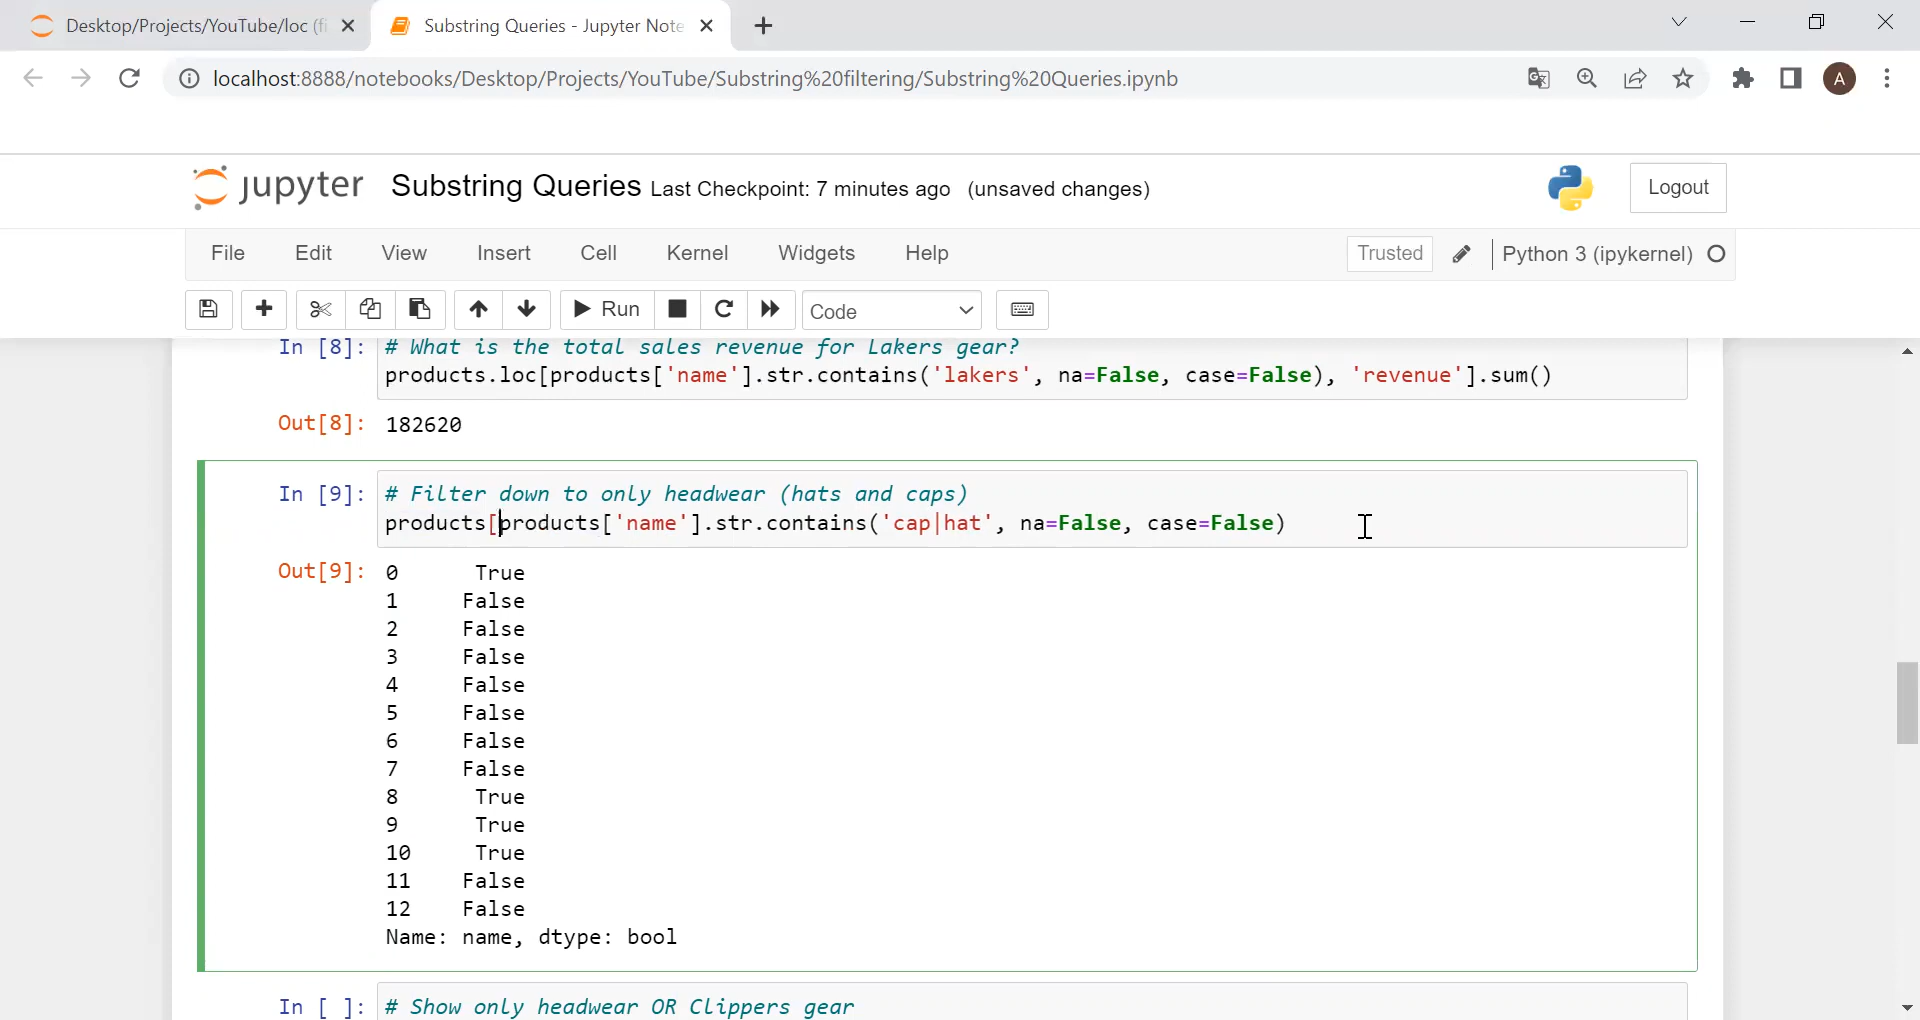 Desktop/Projects/YouTube/loc (fi
Substring Queries - Jupyter Note
localhost:8888/notebooks/Desktop/Projects/YouTube/Substring%20filtering/Substring%20Queries.ipynb
A
jupyter Substring Queries Last Checkpoint: 7 minutes ago (unsaved changes)
Logout
File Edit View Insert Cell Kernel Widgets Help
Trusted
Python 3 (ipykernel)
Run
Code
In [8]: # What is the total sales revenue for Lakers gear?
products.loc[products['name'].str.contains('lakers', na=False, case=False), 'revenue'].sum()
Out[8]: 182620
In [9]: # Filter down to only headwear (hats and caps)
products[products['name'].str.contains('cap|hat', na=False, case=False)
Out[9]: 0 True
1 False
2 False
3 False
4 False
5 False
6 False
7 False
8 True
9 True
10 True
11 False
12 False
Name: name, dtype: bool
In [ ]: # Show only headwear OR Clippers gear